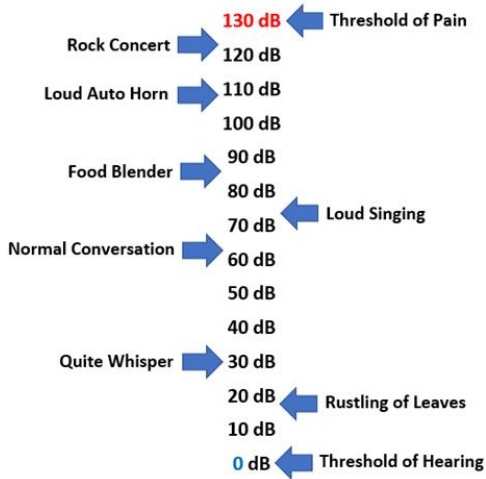 130 dB
Threshold of Pain
Rock Concert
120 dB
Loud Auto Horn
110 dB
100 dB
90 dB
Food Blender
80 dB
Loud Singing
70 dB
Normal Conversation
60 dB
50 dB
40 dB
Quite Whisper
30 dB
20 dB
Rustling of Leaves
10 dB
0 dB
Threshold of Hearing